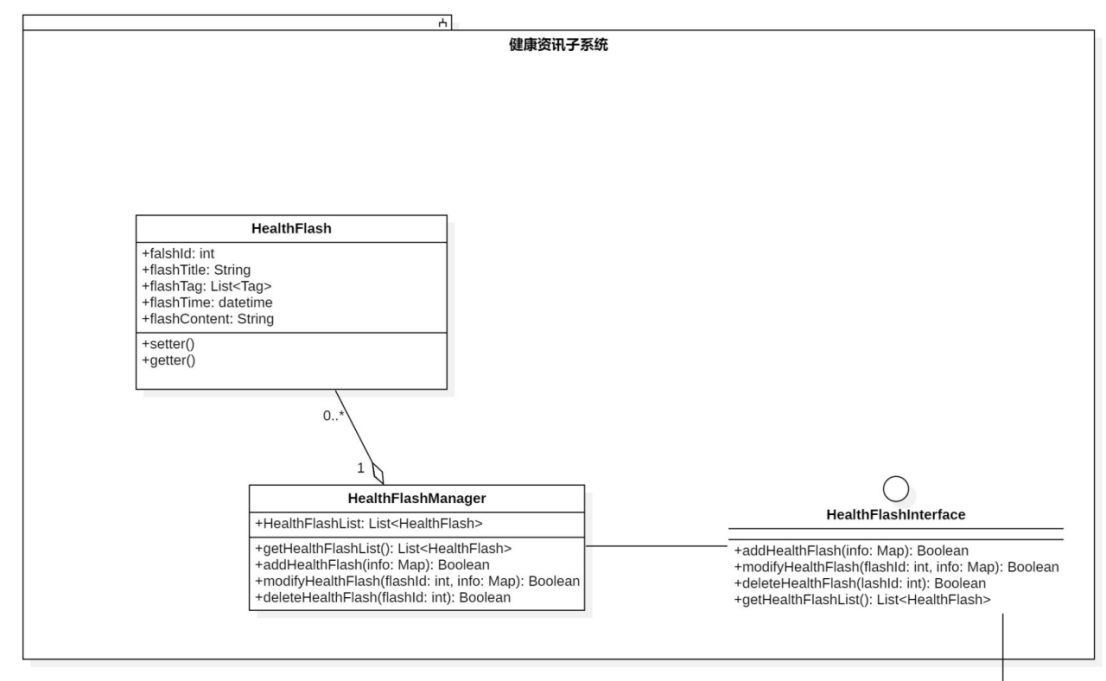 健康资讯子系统
HealthFlash
+falshId: int
+flashTitle: String
+flashTag: List<Tag>
+flashTime: datetime
+flashContent: String
+setter()
+getter()
0..*
1
HealthFlashManager
+HealthFlashList: List<HealthFlash>
+getHealthFlashList(): List<HealthFlash>
+addHealthFlash(info: Map): Boolean
+modifyHealthFlash(flashId: int, info: Map): Boolean
+deleteHealthFlash(flashId: int): Boolean
HealthFlashInterface
+addHealthFlash(info: Map): Boolean
+modifyHealthFlash(flashId: int, info: Map): Boolean
+deleteHealthFlash(lashId: int): Boolean
+getHealthFlashList(): List<HealthFlash>